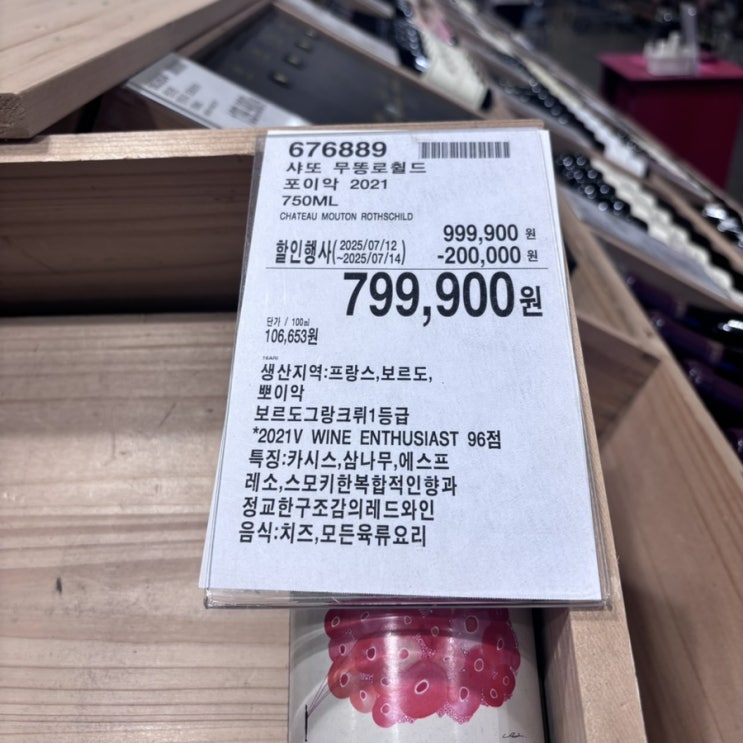 676889
샤또 무똥로췰드
포이악 2021
750ML
CHATEAU MOUTON ROTHSCHILD
999,900 원
할인행사(2025/07/12
~2025/07/14) -200,000 원
799,900원
단가 / 100㎖
106,653원
생산지역:프랑스,보르도,
뽀이악
보르도그랑크뤼1등급
*2021V WINE ENTHUSIAST 96점
특징:카시스,삼나무,에스프
레소,스모키한복합적인향과
정교한구조감의레드와인
음식:치즈,모든육류요리